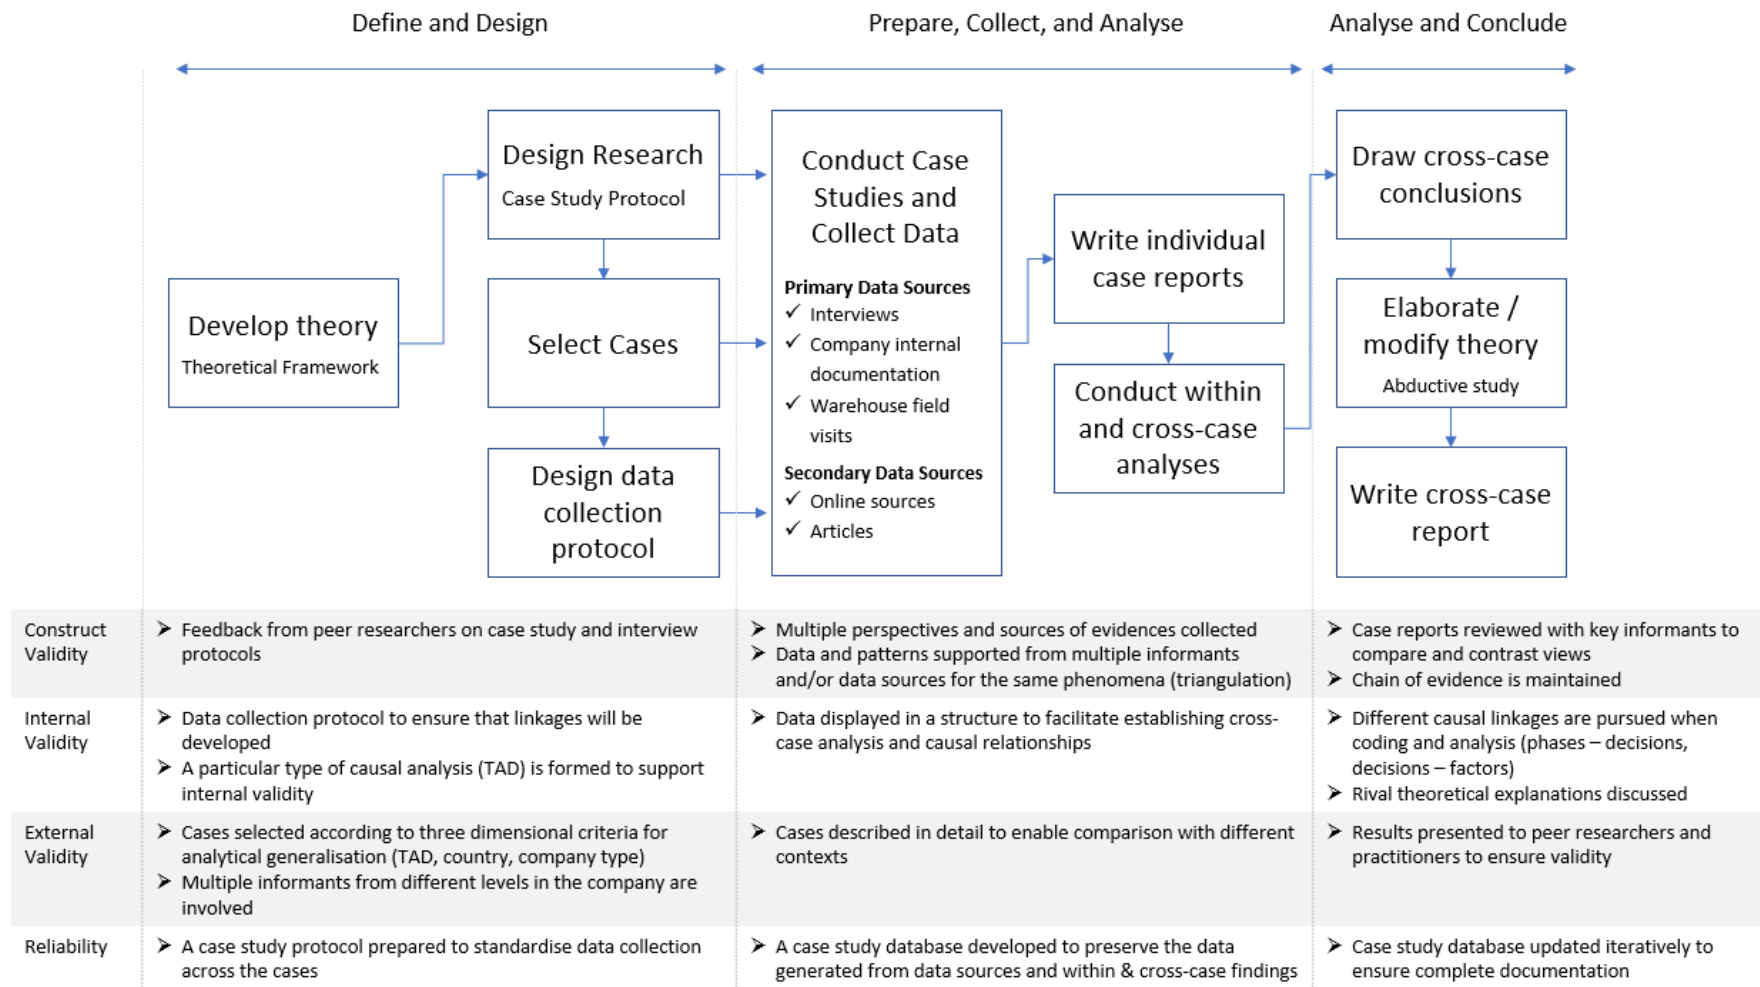 Define and Design
Prepare, Collect, and Analyse
Analyse and Conclude
Develop theory
Theoretical Framework
Design Research
Case Study Protocol
Select Cases
Design data
collection
protocol
Conduct Case
Studies and
Collect Data
Primary Data Sources
✓ Interviews
✓ Company internal
documentation
✓ Warehouse field
visits
Secondary Data Sources
✓ Online sources
✓ Articles
Write individual
case reports
Conduct within
and cross-case
analyses
Draw cross-case
conclusions
Elaborate /
modify theory
Abductive study
Write cross-case
report
Construct
Validity
➢ Feedback from peer researchers on case study and interview
protocols
➢ Multiple perspectives and sources of evidences collected
➢ Data and patterns supported from multiple informants
and/or data sources for the same phenomena (triangulation)
➢ Case reports reviewed with key informants to
compare and contrast views
➢ Chain of evidence is maintained
Internal
Validity
➢ Data collection protocol to ensure that linkages will be
developed
➢ A particular type of causal analysis (TAD) is formed to support
internal validity
➢ Data displayed in a structure to facilitate establishing cross-
case analysis and causal relationships
➢ Different causal linkages are pursued when
coding and analysis (phases – decisions,
decisions – factors)
➢ Rival theoretical explanations discussed
External
Validity
➢ Cases selected according to three dimensional criteria for
analytical generalisation (TAD, country, company type)
➢ Multiple informants from different levels in the company are
involved
➢ Cases described in detail to enable comparison with different
contexts
➢ Results presented to peer researchers and
practitioners to ensure validity
Reliability
➢ A case study protocol prepared to standardise data collection
across the cases
➢ A case study database developed to preserve the data
generated from data sources and within & cross-case findings
➢ Case study database updated iteratively to
ensure complete documentation